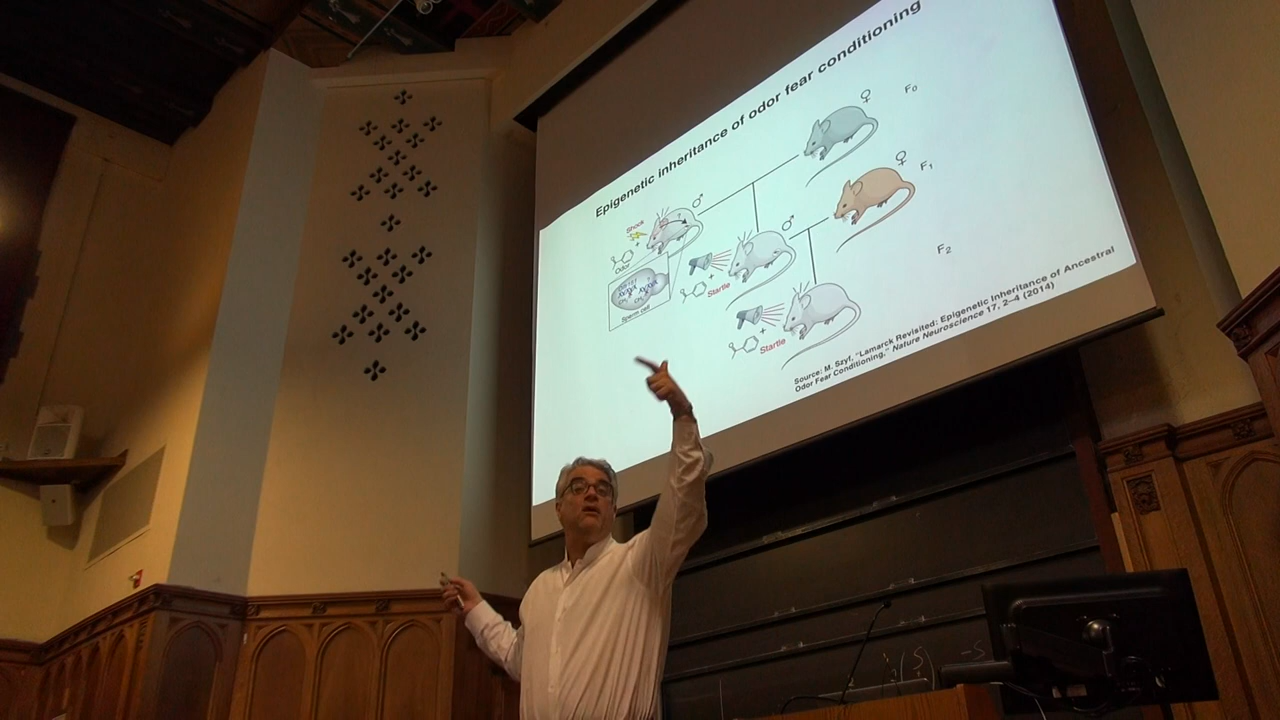 Epigenetic inheritance of odor fear conditioning
♀
F₀
Shock
♂
+
?
♀
F₁
Odor
♂
Startle
F₂
Sperm cell
+
Startle
Source: M. Szyf, "Lamarck Revisited: Epigenetic Inheritance of Ancestral
Odor Fear Conditioning," Nature Neuroscience 17, 2–4 (2014)